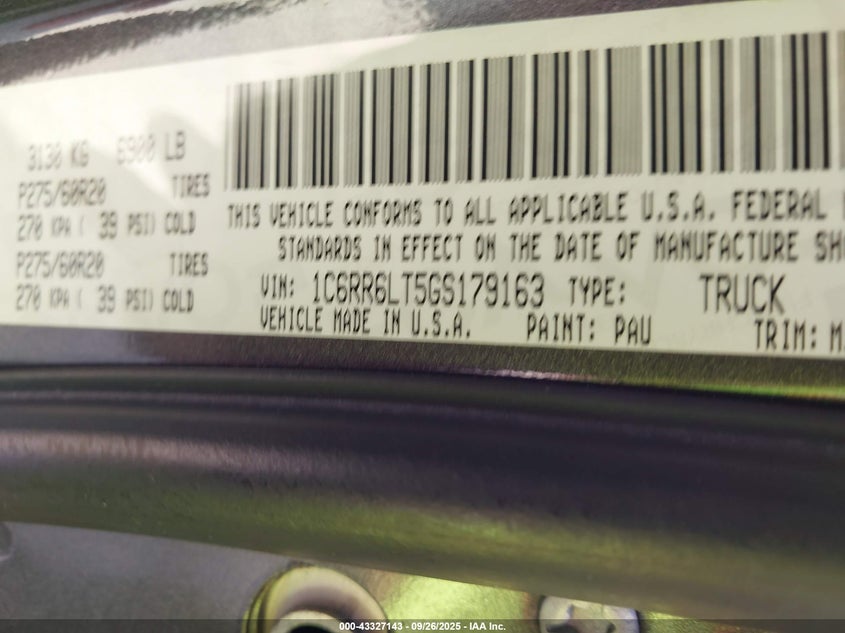 3130 KG 6900 LB
P275/60R20 TIRES
270 KPA ( 39 PSI) COLD
P275/60R20 TIRES
270 KPA ( 39 PSI) COLD
THIS VEHICLE CONFORMS TO ALL APPLICABLE U.S.A. FEDERAL
STANDARDS IN EFFECT ON THE DATE OF MANUFACTURE SH
VIN: 1C6RR6LT5GS179163 TYPE: TRUCK
VEHICLE MADE IN U.S.A. PAINT: PAU TRIM: M
000-43327143 - 09/26/2025 - IAA Inc.